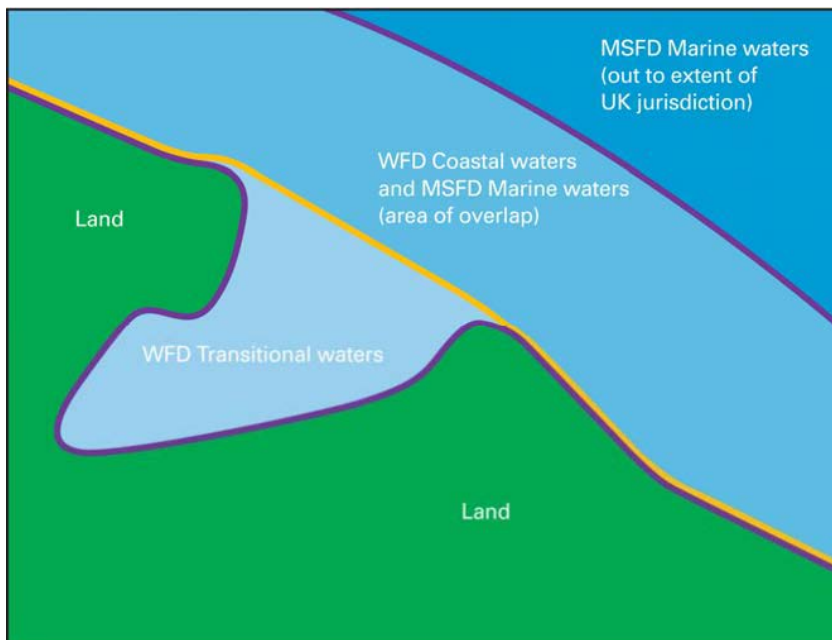 MSFD Marine waters
(out to extent of
UK jurisdiction)
WFD Coastal waters
and MSFD Marine waters
(area of overlap)
Land
WFD Transitional waters
Land